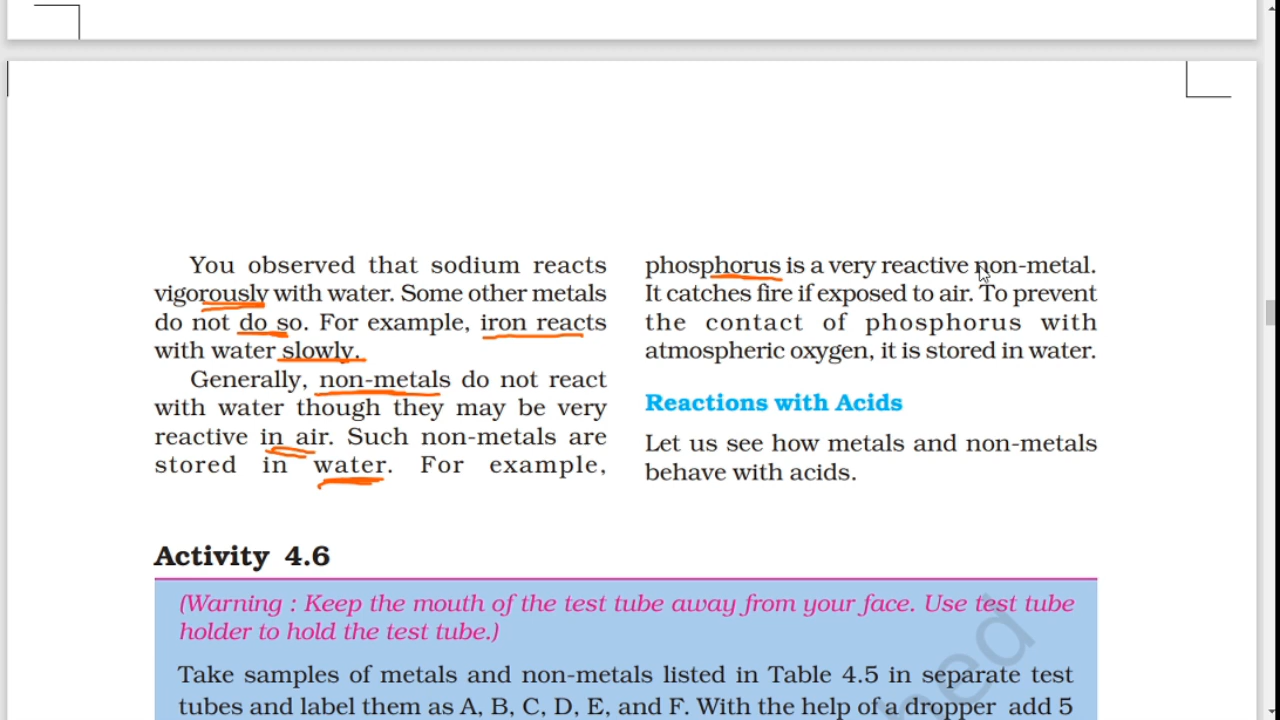 You observed that sodium reacts
vigorously with water. Some other metals
do not do so. For example, iron reacts
with water slowly.
Generally, non-metals do not react
with water though they may be very
reactive in air. Such non-metals are
stored in water. For example,
phosphorus is a very reactive non-metal.
It catches fire if exposed to air. To prevent
the contact of phosphorus with
atmospheric oxygen, it is stored in water.
Reactions with Acids
Let us see how metals and non-metals
behave with acids.
Activity 4.6
(Warning : Keep the mouth of the test tube away from your face. Use test tube
holder to hold the test tube.)
Take samples of metals and non-metals listed in Table 4.5 in separate test
tubes and label them as A, B, C, D, E, and F. With the help of a dropper add 5